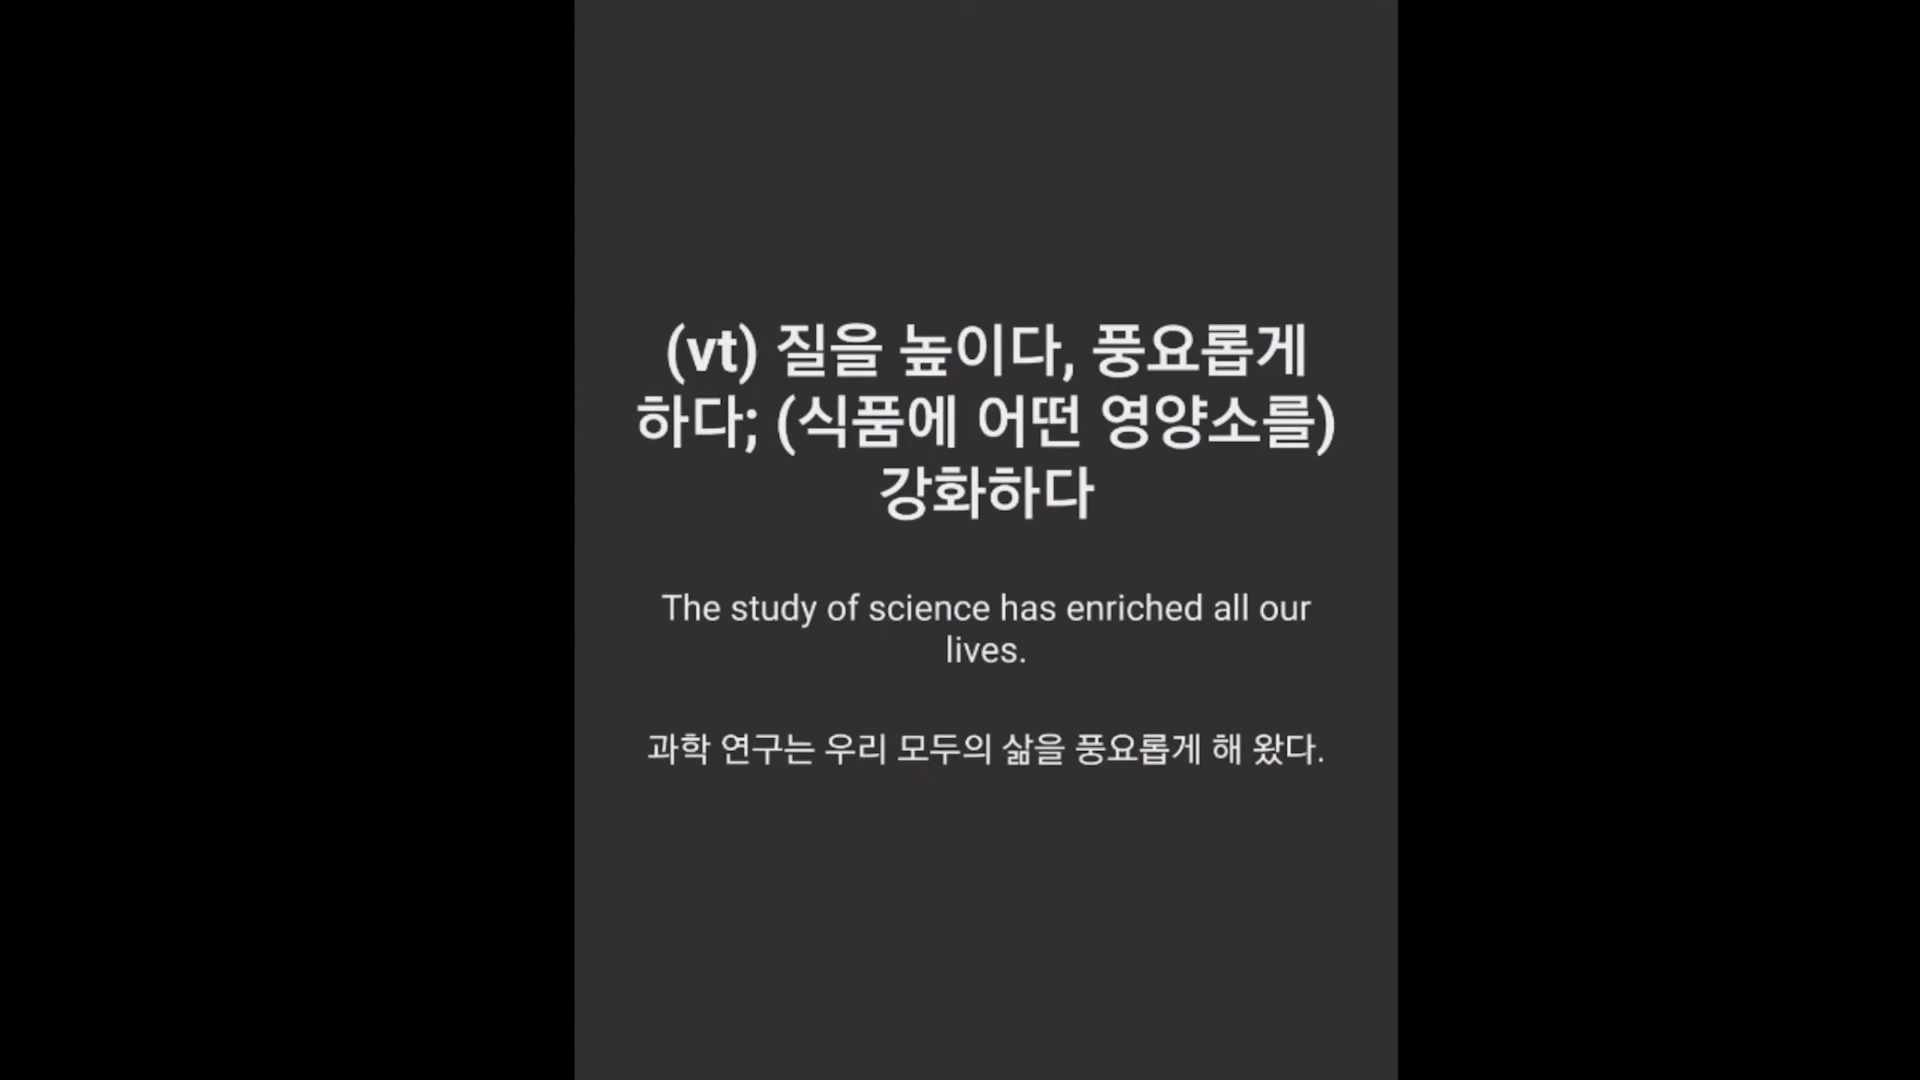 (vt) 질을 높이다, 풍요롭게
하다; (식품에 어떤 영양소를)
강화하다
The study of science has enriched all our
lives.
과학 연구는 우리 모두의 삶을 풍요롭게 해 왔다.